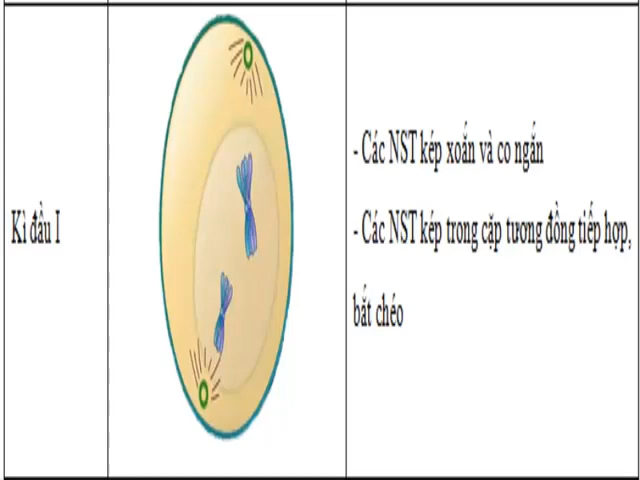 Kì đầu I
- Các NST kép xoắn và co ngắn
- Các NST kép trong cặp tương đồng tiếp hợp,
bắt chéo